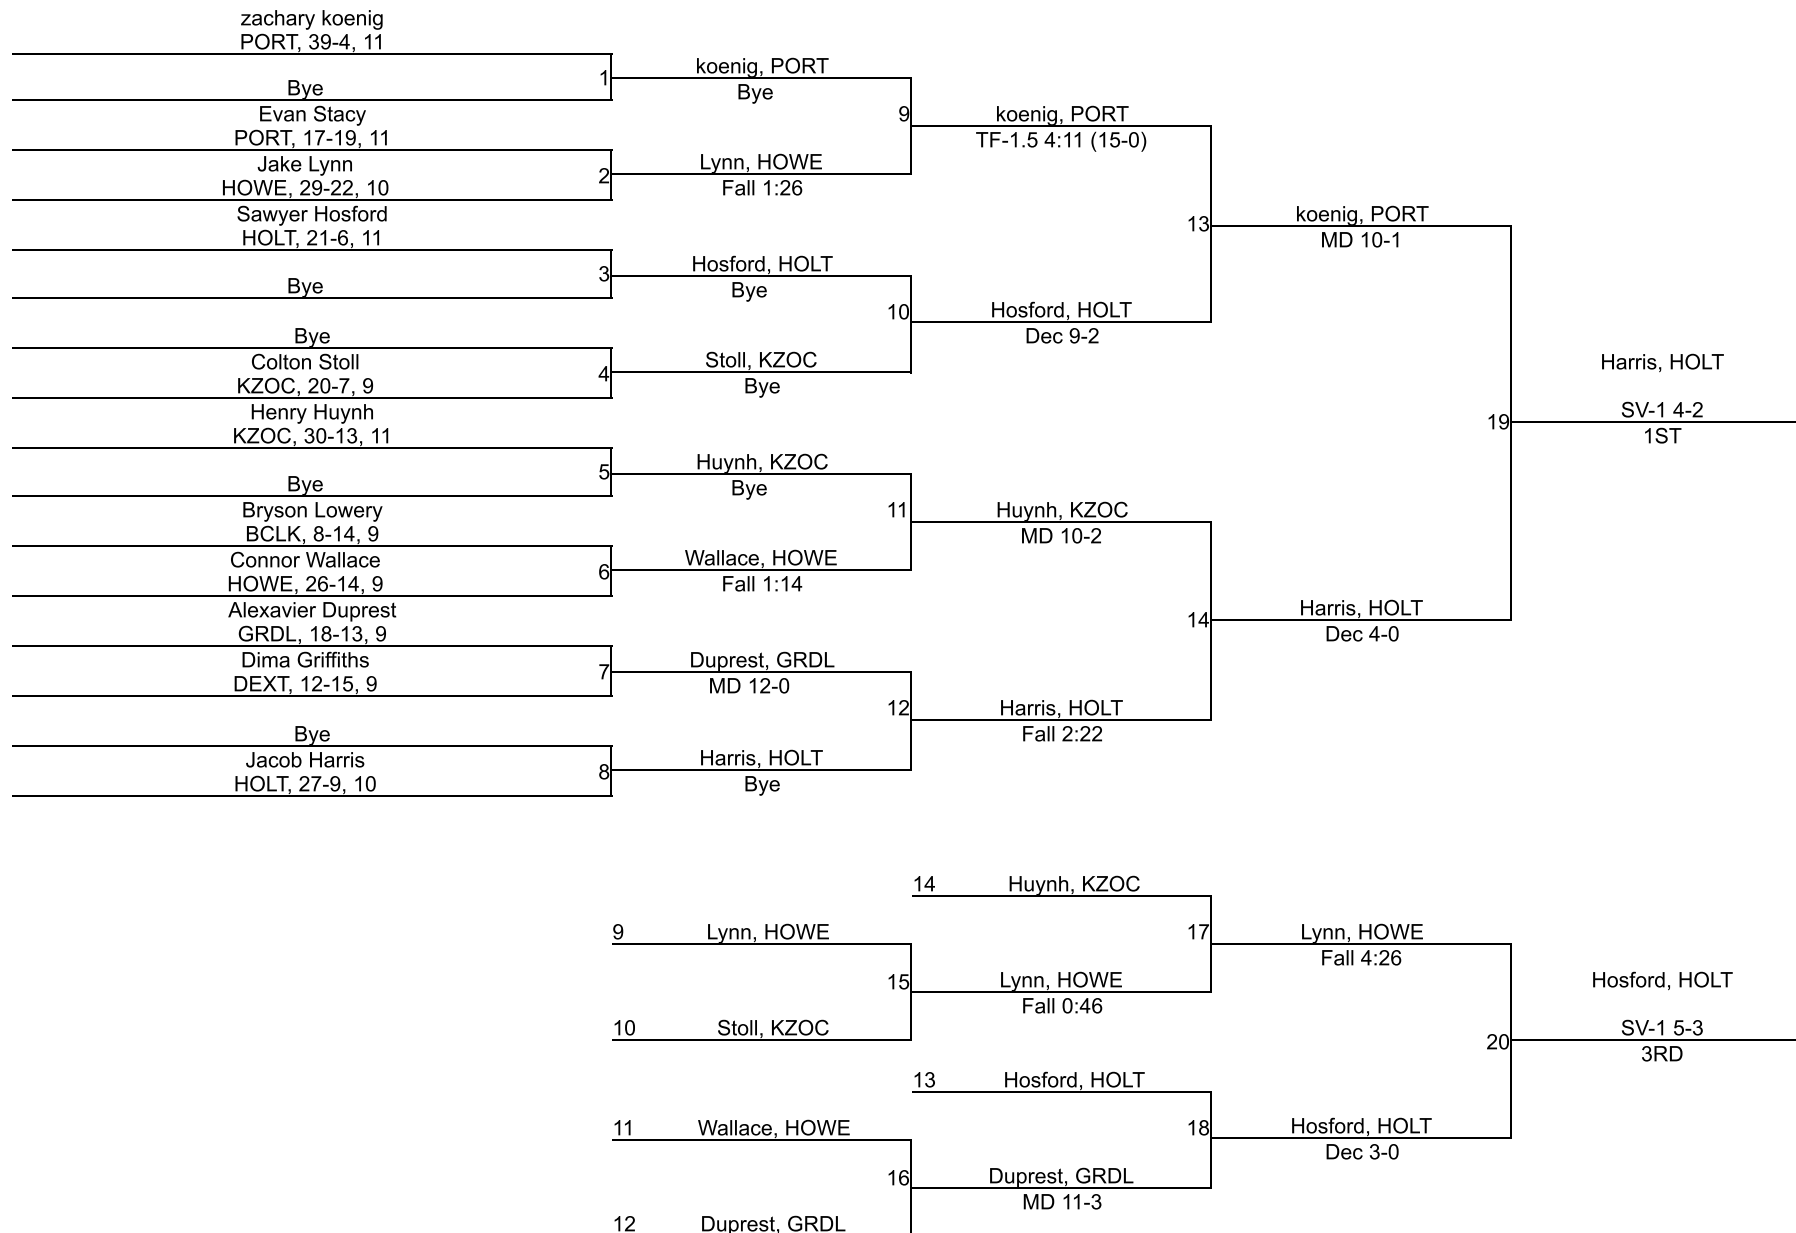 zachary koenig
PORT, 39-4, 11
Bye
1
Evan Stacy
PORT, 17-19, 11
Jake Lynn
HOWE, 29-22, 10
2
Sawyer Hosford
HOLT, 21-6, 11
Bye
3
Bye
Colton Stoll
KZOC, 20-7, 9
4
Henry Huynh
KZOC, 30-13, 11
Bye
5
Bryson Lowery
BCLK, 8-14, 9
Connor Wallace
HOWE, 26-14, 9
6
Alexavier Duprest
GRDL, 18-13, 9
Dima Griffiths
DEXT, 12-15, 9
7
Bye
Jacob Harris
HOLT, 27-9, 10
8
koenig, PORT
Bye
9
Lynn, HOWE
Fall 1:26
Hosford, HOLT
Bye
10
Stoll, KZOC
Bye
Huynh, KZOC
Bye
11
Wallace, HOWE
Fall 1:14
Duprest, GRDL
MD 12-0
12
Harris, HOLT
Bye
koenig, PORT
TF-1.5 4:11 (15-0)
13
Hosford, HOLT
Dec 9-2
Huynh, KZOC
MD 10-2
14
Harris, HOLT
Fall 2:22
koenig, PORT
MD 10-1
19
Harris, HOLT
Dec 4-0
Harris, HOLT
SV-1 4-2
1ST
14 Huynh, KZOC
9 Lynn, HOWE
15
10 Stoll, KZOC
Lynn, HOWE
Fall 0:46
17
13 Hosford, HOLT
11 Wallace, HOWE
16
12 Duprest, GRDL
Duprest, GRDL
MD 11-3
18
Lynn, HOWE
Fall 4:26
20
Hosford, HOLT
Dec 3-0
Hosford, HOLT
SV-1 5-3
3RD